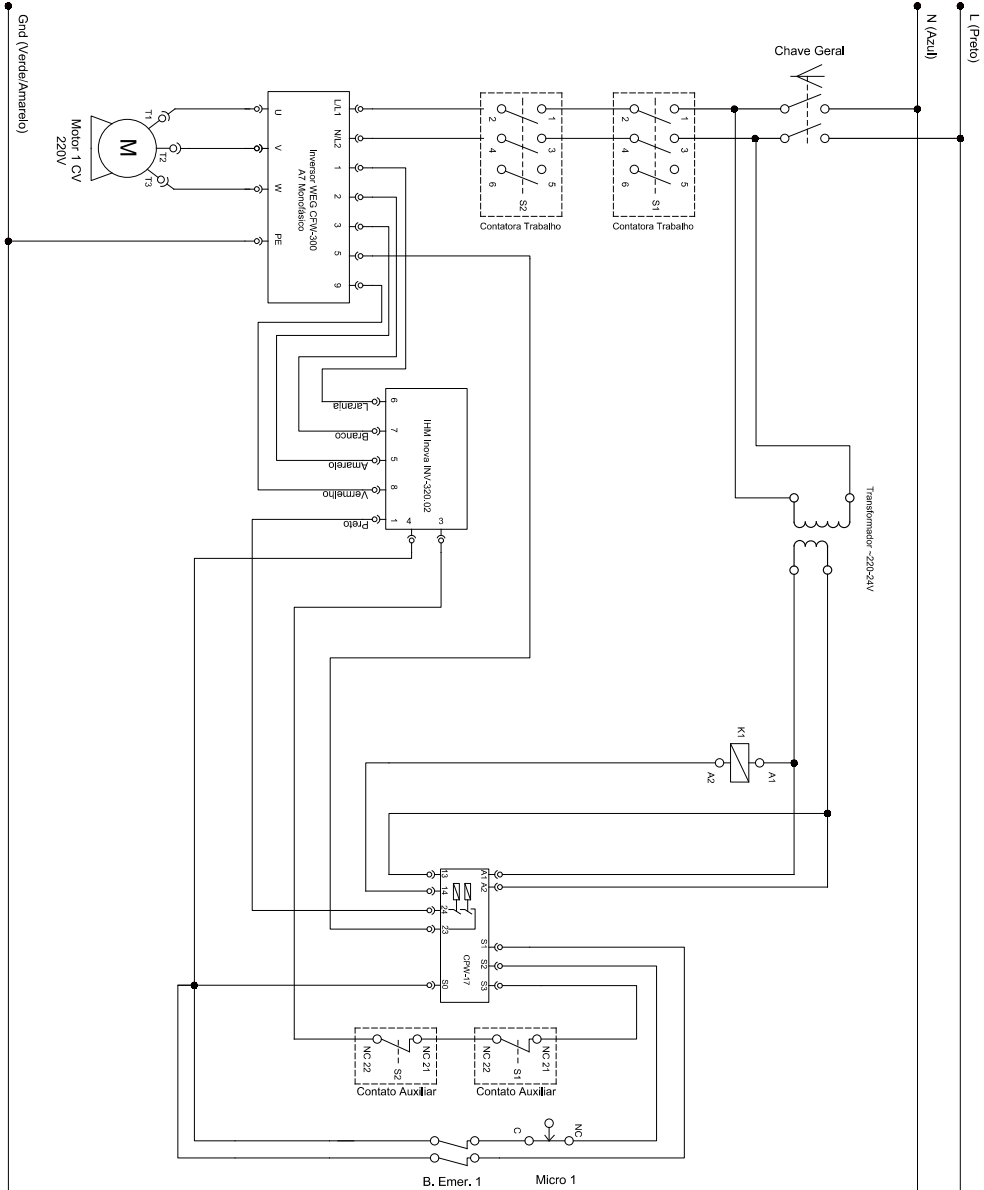 Gnd (Verde/Amarelo)
N (Azul)
L (Preto)
Chave Geral
T1
T2
T3
M
Motor 1 CV
220V
U
V
W
PE
Inversor WEG CFW-300
A7 Monofásico
L/L1
N/L2
1
2
3
5
9
2
1
4
3
6
5
S2
Contatora Trabalho
2
1
4
3
6
5
S1
Contatora Trabalho
Laranja
Branco
Amarelo
Vermelho
Preto
6
7
5
8
1
4
3
IHM Inova INV-320.02
Transformador ~220-24V
K1
A2
A1
13
14
24
23
S0
A1
A2
S1
S2
S3
CPW-17
NC 22
NC 21
S2
Contato Auxiliar
NC 22
NC 21
S1
Contato Auxiliar
C
NC
B. Emer. 1
Micro 1